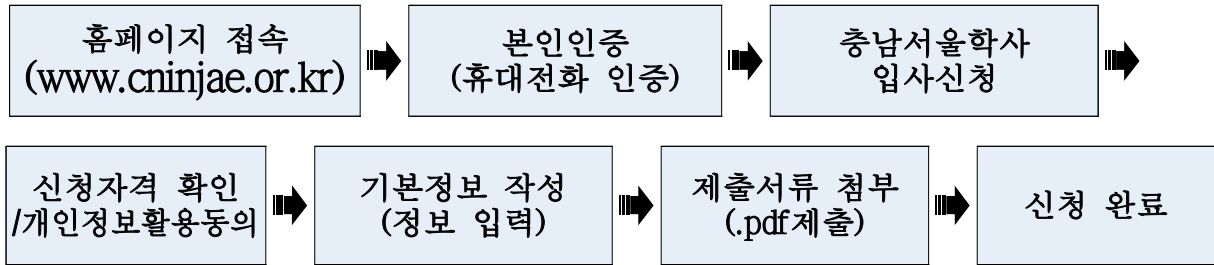 홈페이지 접속
(www.cninjae.or.kr)
본인인증
(휴대전화 인증)
충남서울학사
입사신청
신청자격 확인
/개인정보활용동의
기본정보 작성
(정보 입력)
제출서류 첨부
(.pdf제출)
신청 완료